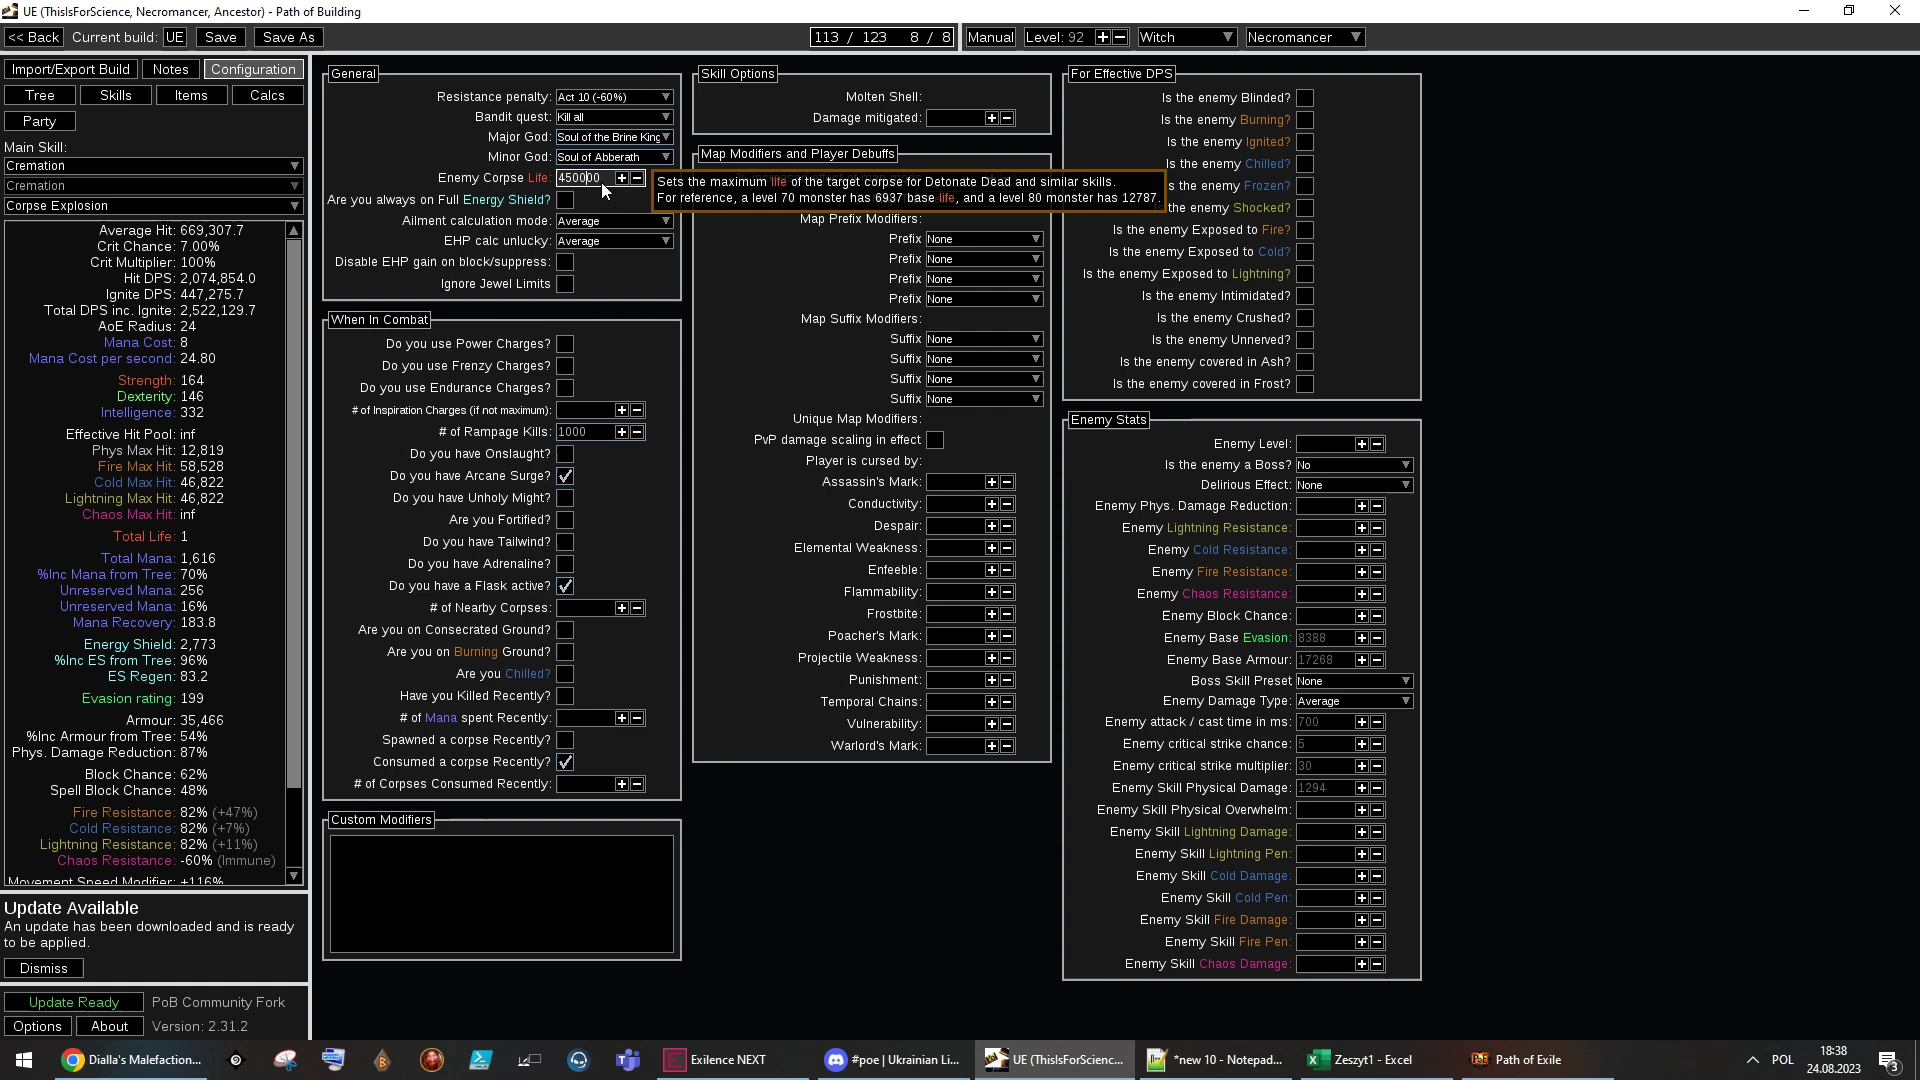 UE (ThisIsForScience, Necromancer, Ancestor) - Path of Building
<< Back
Current build: UE
Save
Save As
113 / 123 8 / 8
Manual
Level: 92
Witch
Necromancer
Import/Export Build
Notes
Configuration
Tree
Skills
Items
Calcs
Party
Main Skill:
Cremation
Cremation
Corpse Explosion
Average Hit: 669,307.7
Crit Chance: 7.00%
Crit Multiplier: 100%
Hit DPS: 2,074,854.0
Ignite DPS: 447,275.7
Total DPS inc. Ignite: 2,522,129.7
AoE Radius: 24
Mana Cost: 8
Mana Cost per second: 24.80
Strength: 164
Dexterity: 146
Intelligence: 332
Effective Hit Pool: inf
Phys Max Hit: 12,819
Fire Max Hit: 58,528
Cold Max Hit: 46,822
Lightning Max Hit: 46,822
Chaos Max Hit: inf
Total Life: 1
Total Mana: 1,616
%Inc Mana from Tree: 70%
Unreserved Mana: 256
Unreserved Mana: 16%
Mana Recovery: 183.8
Energy Shield: 2,773
%Inc ES from Tree: 96%
ES Regen: 83.2
Evasion rating: 199
Armour: 35,466
%Inc Armour from Tree: 54%
Phys. Damage Reduction: 87%
Block Chance: 62%
Spell Block Chance: 48%
Fire Resistance: 82% (+47%)
Cold Resistance: 82% (+7%)
Lightning Resistance: 82% (+11%)
Chaos Resistance: -60% (Immune)
Movement Speed Modifier: +116%
Update Available
An update has been downloaded and is ready
to be applied.
Dismiss
Update Ready
PoB Community Fork
Options
About
Version: 2.31.2
General
Resistance penalty: Act 10 (-60%)
Bandit quest: Kill all
Major God: Soul of the Brine King
Minor God: Soul of Abberath
Enemy Corpse Life: 450000
Are you always on Full Energy Shield?
Ailment calculation mode: Average
EHP calc unlucky: Average
Disable EHP gain on block/suppress:
Ignore Jewel Limits
When In Combat
Do you use Power Charges?
Do you use Frenzy Charges?
Do you use Endurance Charges?
# of Inspiration Charges (if not maximum):
# of Rampage Kills: 1000
Do you have Onslaught?
Do you have Arcane Surge?
Do you have Unholy Might?
Are you Fortified?
Do you have Tailwind?
Do you have Adrenaline?
Do you have a Flask active?
# of Nearby Corpses:
Are you on Consecrated Ground?
Are you on Burning Ground?
Are you Chilled?
Have you Killed Recently?
# of Mana spent Recently:
Spawned a corpse Recently?
Consumed a corpse Recently?
# of Corpses Consumed Recently:
Custom Modifiers
Skill Options
Molten Shell:
Damage mitigated:
Map Modifiers and Player Debuffs
Sets the maximum life of the target corpse for Detonate Dead and similar skills.
For reference, a level 70 monster has 6937 base life, and a level 80 monster has 12787.
Map Prefix Modifiers:
Prefix None
Prefix None
Prefix None
Prefix None
Map Suffix Modifiers:
Suffix None
Suffix None
Suffix None
Suffix None
Unique Map Modifiers:
PvP damage scaling in effect
Player is cursed by:
Assassin's Mark:
Conductivity:
Despair:
Elemental Weakness:
Enfeeble:
Flammability:
Frostbite:
Poacher's Mark:
Projectile Weakness:
Punishment:
Temporal Chains:
Vulnerability:
Warlord's Mark:
For Effective DPS
Is the enemy Blinded?
Is the enemy Burning?
Is the enemy Ignited?
Is the enemy Chilled?
Is the enemy Frozen?
the enemy Shocked?
Is the enemy Exposed to Fire?
Is the enemy Exposed to Cold?
Is the enemy Exposed to Lightning?
Is the enemy Intimidated?
Is the enemy Crushed?
Is the enemy Unnerved?
Is the enemy covered in Ash?
Is the enemy covered in Frost?
Enemy Stats
Enemy Level:
Is the enemy a Boss? No
Delirious Effect: None
Enemy Phys. Damage Reduction:
Enemy Lightning Resistance:
Enemy Cold Resistance:
Enemy Fire Resistance:
Enemy Chaos Resistance:
Enemy Block Chance:
Enemy Base Evasion: 8388
Enemy Base Armour: 17268
Boss Skill Preset None
Enemy Damage Type: Average
Enemy attack / cast time in ms: 700
Enemy critical strike chance: 5
Enemy critical strike multiplier: 30
Enemy Skill Physical Damage: 1294
Enemy Skill Physical Overwhelm:
Enemy Skill Lightning Damage:
Enemy Skill Lightning Pen:
Enemy Skill Cold Damage:
Enemy Skill Cold Pen:
Enemy Skill Fire Damage:
Enemy Skill Fire Pen:
Enemy Skill Chaos Damage:
Dialla's Malefaction...
Exilence NEXT
#poe | Ukrainian Li...
UE (ThisIsForScienc...
*new 10 - Notepad...
Zeszyt1 - Excel
Path of Exile
POL
18:38
24.08.2023
3